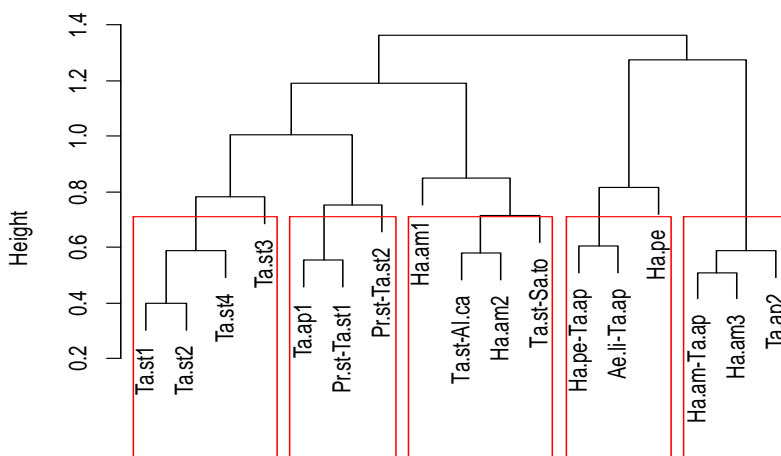 Height
1.4
1.2
1.0
0.8
0.6
0.4
0.2
Ta.st1
Ta.st2
Ta.st4
Ta.st3
Ta.ap1
Pr.st-Ta.st1
Pr.st-Ta.st2
Ha.am1
Ta.st-Al.ca
Ha.am2
Ta.st-Sa.to
Ha.pe-Ta.ap
Ae.li-Ta.ap
Ha.pe
Ha.am-Ta.ap
Ha.am3
Ta.ap2